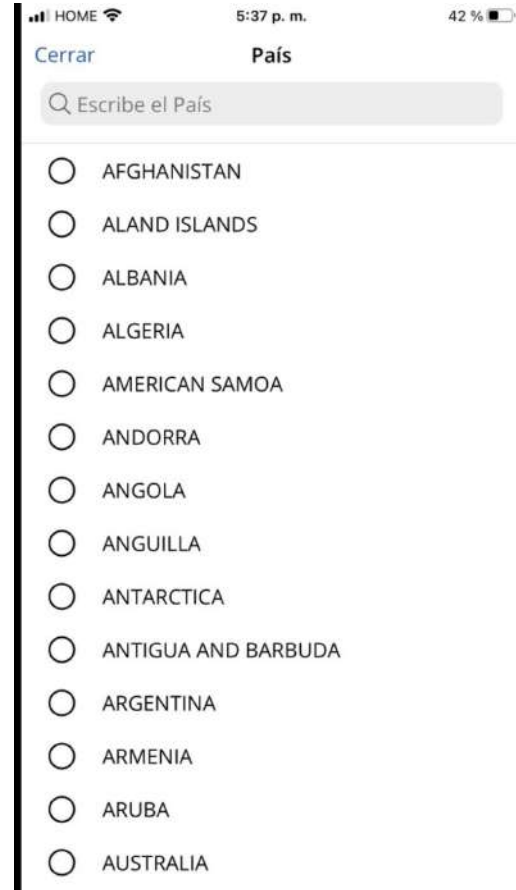 HOME 5:37 p. m. 42 %
Cerrar País
Escribe el País
AFGHANISTAN
ALAND ISLANDS
ALBANIA
ALGERIA
AMERICAN SAMOA
ANDORRA
ANGOLA
ANGUILLA
ANTARCTICA
ANTIGUA AND BARBUDA
ARGENTINA
ARMENIA
ARUBA
AUSTRALIA